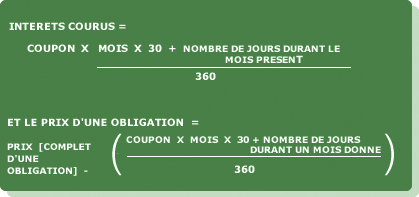 INTERETS COURUS =
COUPON X MOIS X 30 + NOMBRE DE JOURS DURANT LE
MOIS PRESENT
360
ET LE PRIX D'UNE OBLIGATION =
PRIX [COMPLET
D'UNE
OBLIGATION] -
( COUPON X MOIS X 30 + NOMBRE DE JOURS
DURANT UN MOIS DONNE )
360